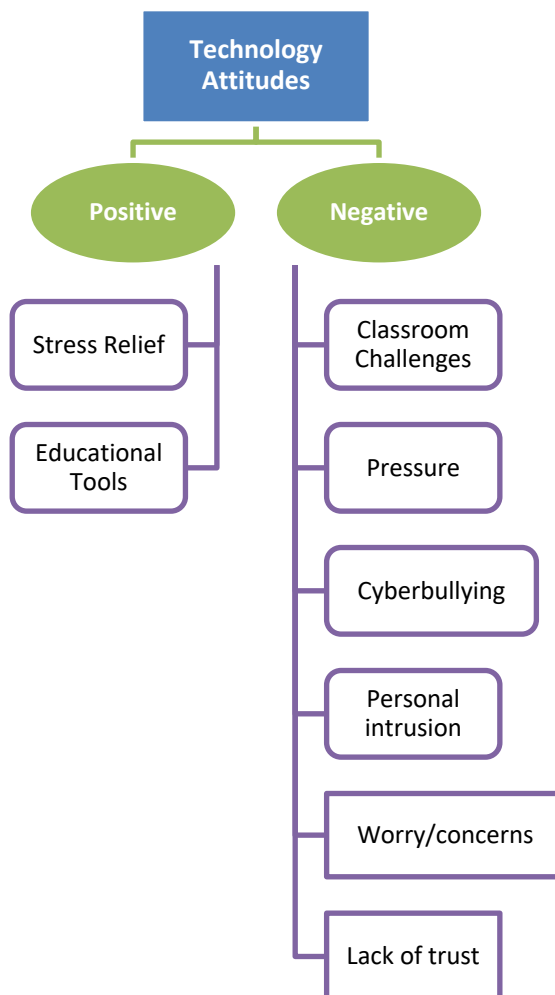 Technology
Attitudes
Positive
Negative
Stress Relief
Educational
Tools
Classroom
Challenges
Pressure
Cyberbullying
Personal
intrusion
Worry/concerns
Lack of trust